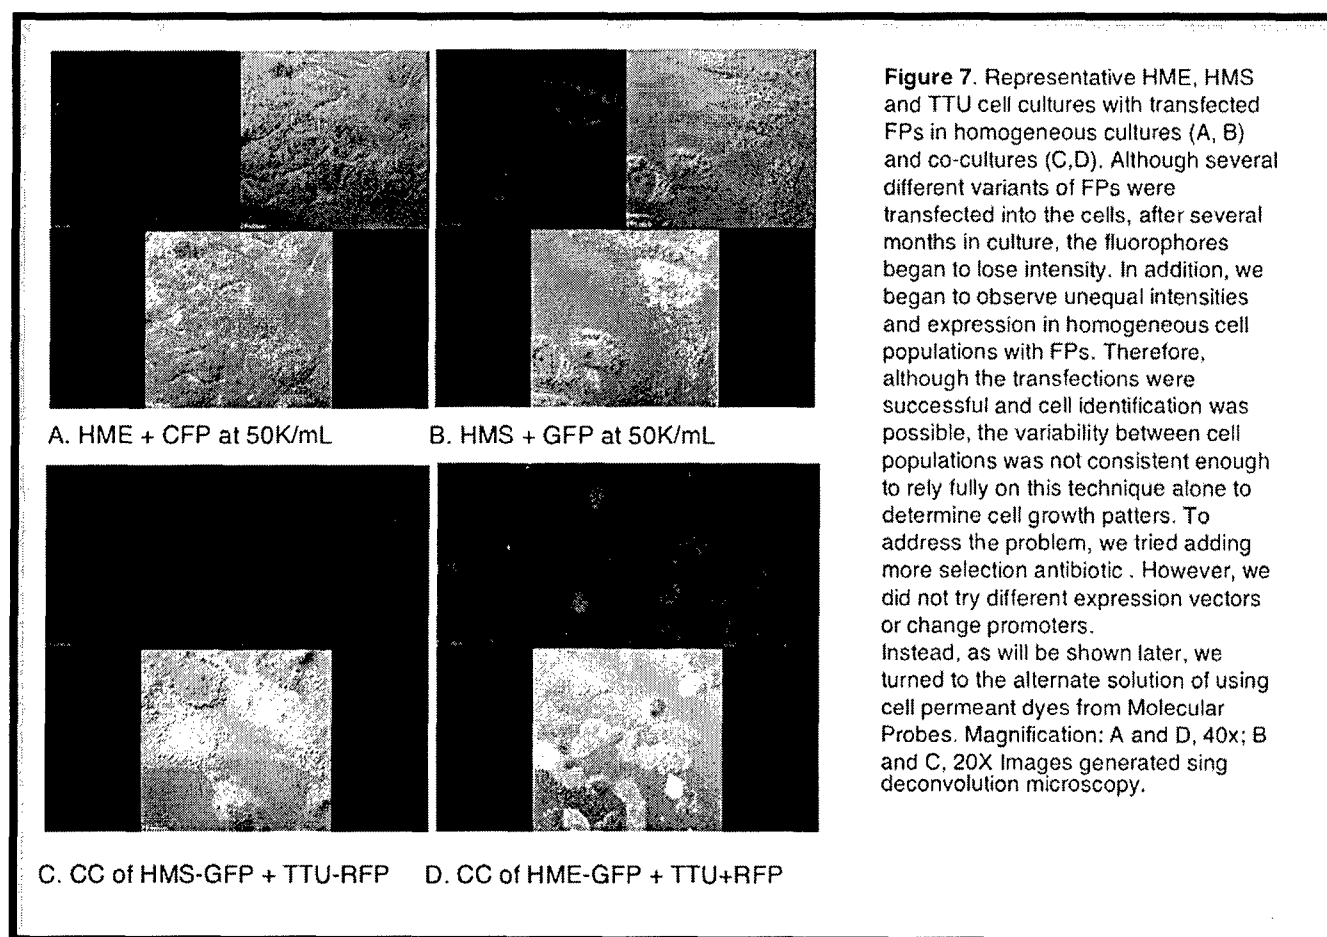 A. HME + CFP at 50K/mL
B. HMS + GFP at 50K/mL
C. CC of HMS-GFP + TTU-RFP
D. CC of HME-GFP + TTU+RFP
Figure 7. Representative HME, HMS
and TTU cell cultures with transfected
FPs in homogeneous cultures (A, B)
and co-cultures (C,D). Although several
different variants of FPs were
transfected into the cells, after several
months in culture, the fluorophores
began to lose intensity. In addition, we
began to observe unequal intensities
and expression in homogeneous cell
populations with FPs. Therefore,
although the transfections were
successful and cell identification was
possible, the variability between cell
populations was not consistent enough
to rely fully on this technique alone to
determine cell growth patters. To
address the problem, we tried adding
more selection antibiotic . However, we
did not try different expression vectors
or change promoters.
Instead, as will be shown later, we
turned to the alternate solution of using
cell permeant dyes from Molecular
Probes. Magnification: A and D, 40x; B
and C, 20X Images generated sing
deconvolution microscopy.